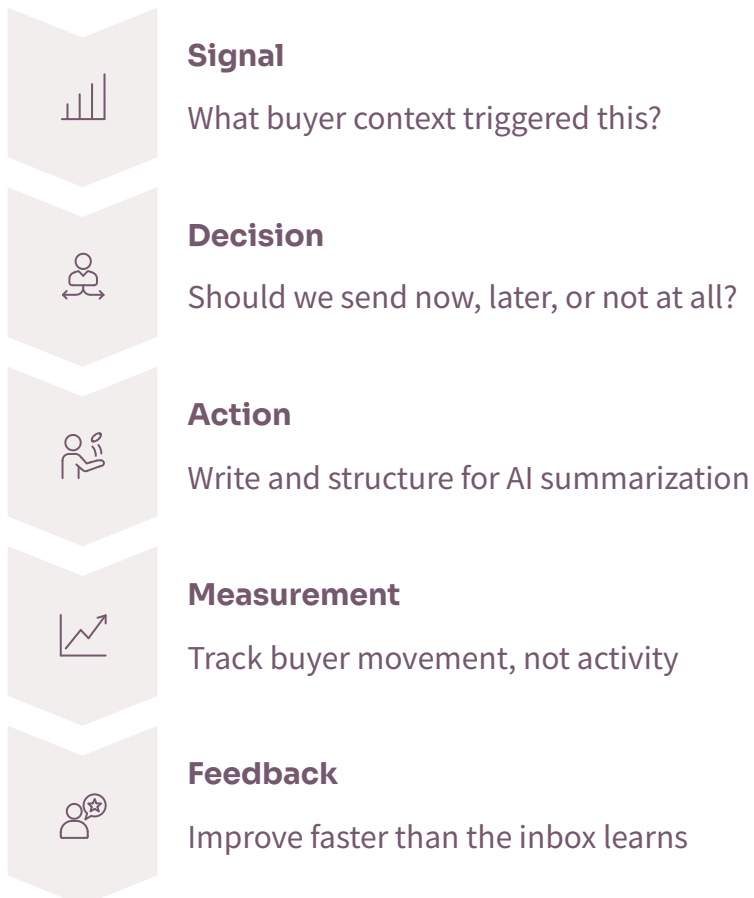 Signal
What buyer context triggered this?
Decision
Should we send now, later, or not at all?
Action
Write and structure for AI summarization
Measurement
Track buyer movement, not activity
Feedback
Improve faster than the inbox learns